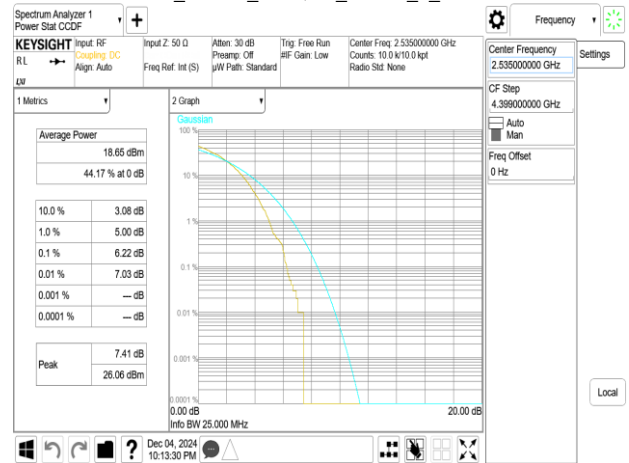 Spectrum Analyzer 1
Power Stat CCDF
Frequency
KEYSIGHT
RL
LXI
Input: RF
Coupling: DC
Align: Auto
Input Z: 50 Ω
Freq Ref: Int (S)
Atten: 30 dB
Preamp: Off
µW Path: Standard
Trig: Free Run
#IF Gain: Low
Center Freq: 2.535000000 GHz
Counts: 10.0 k/10.0 kpt
Radio Std: None
Center Frequency
2.535000000 GHz
Settings
CF Step
4.399000000 GHz
Auto
Man
Freq Offset
0 Hz
1 Metrics
Average Power
18.65 dBm
44.17 % at 0 dB
10.0 % 3.08 dB
1.0 % 5.00 dB
0.1 % 6.22 dB
0.01 % 7.03 dB
0.001 % --- dB
0.0001 % --- dB
Peak
7.41 dB
26.06 dBm
2 Graph
Gaussian
100 %
10 %
1 %
0.1 %
0.01 %
0.001 %
0.0001 %
0.00 dB 20.00 dB
Info BW 25.000 MHz
Local
?
Dec 04, 2024
10:13:30 PM